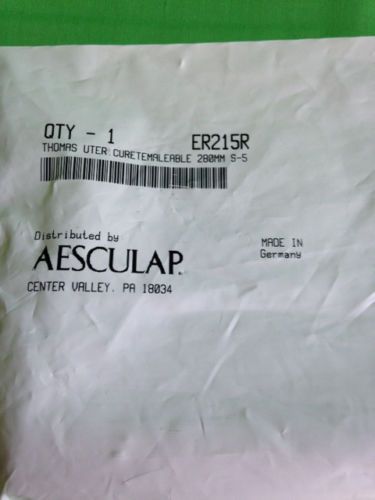 QTY - 1 ER215R
THOMAS UTER CURETEMALEABLE 280MM S-5
Distributed by
AESCULAP
CENTER VALLEY, PA 18034
MADE IN
Germany